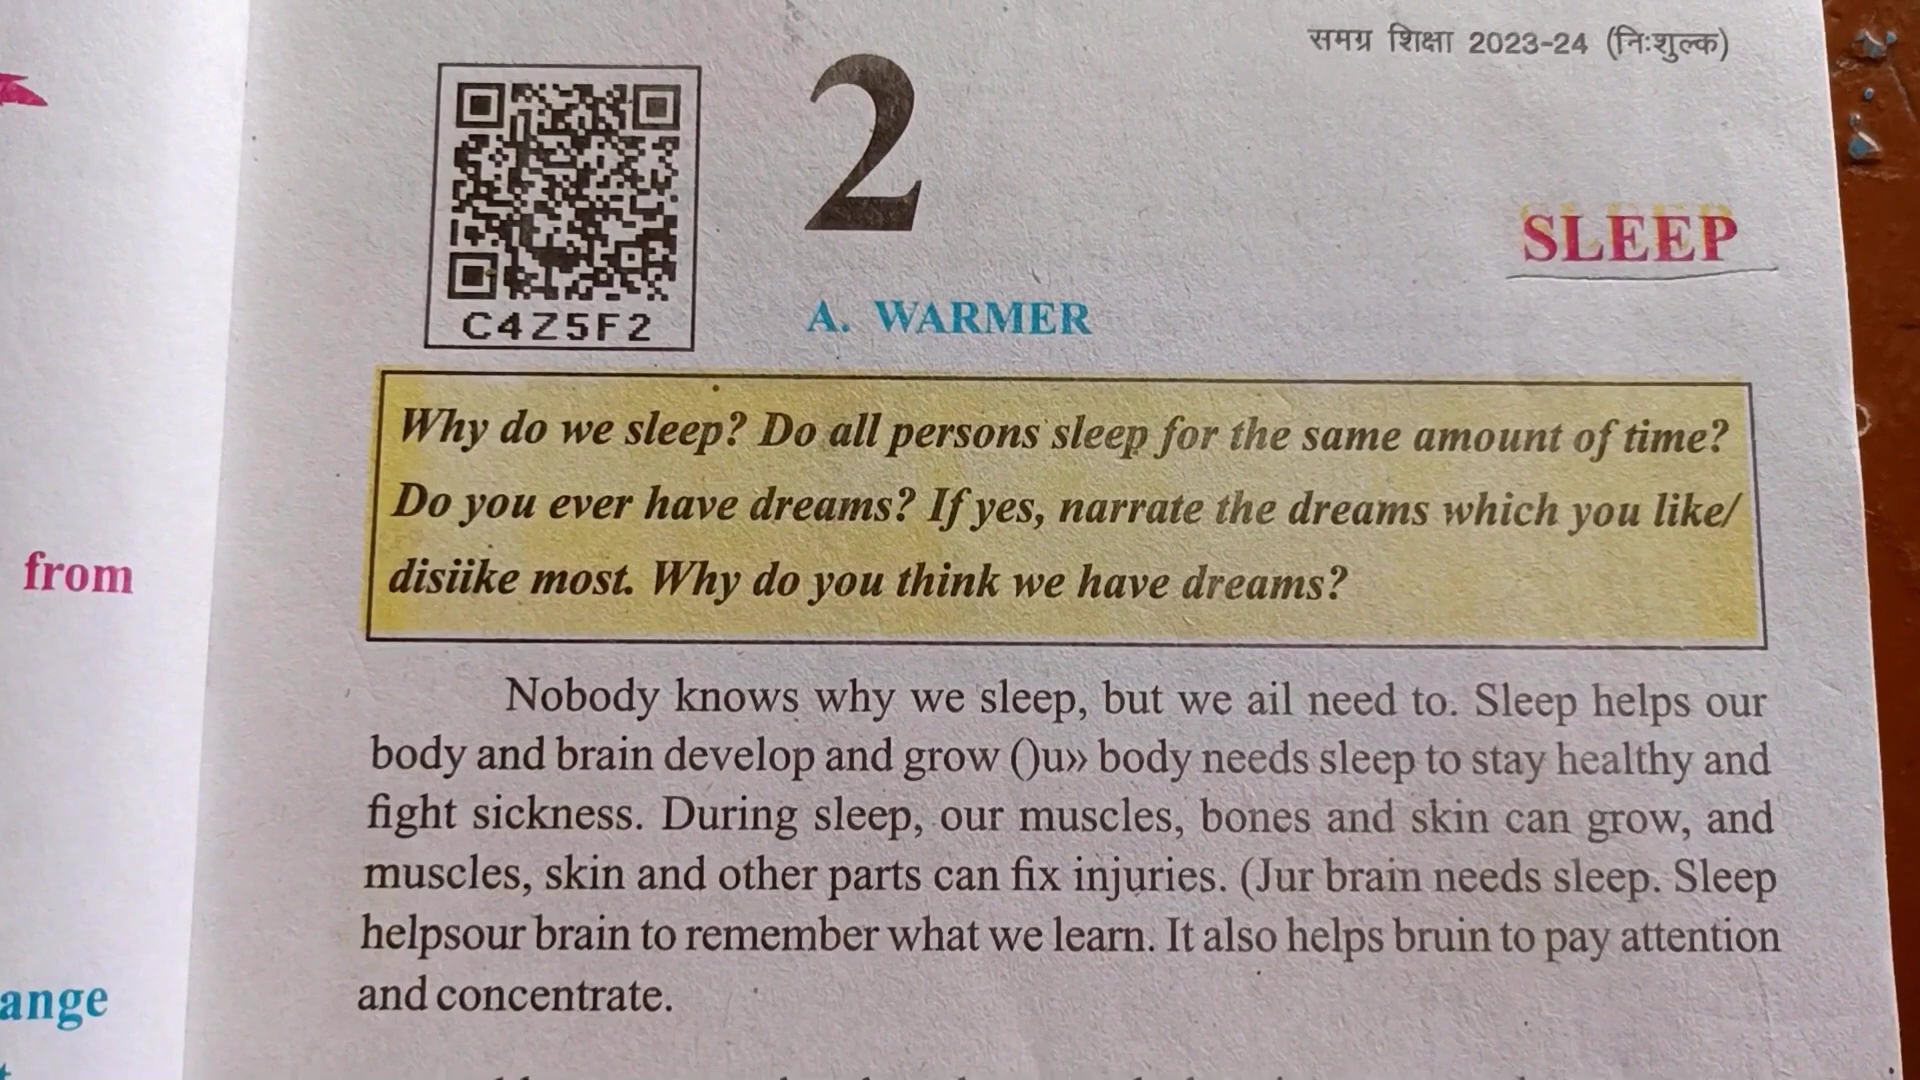 समग्र शिक्षा 2023-24 (निःशुल्क)
2
C4Z5F2
SLEEP
A. WARMER
Why do we sleep? Do all persons sleep for the same amount of time?
Do you ever have dreams? If yes, narrate the dreams which you like/
disiike most. Why do you think we have dreams?
Nobody knows why we sleep, but we ail need to. Sleep helps our
body and brain develop and grow ()u» body needs sleep to stay healthy and
fight sickness. During sleep, our muscles, bones and skin can grow, and
muscles, skin and other parts can fix injuries. (Jur brain needs sleep. Sleep
helpsour brain to remember what we learn. It also helps bruin to pay attention
and concentrate.
from
ange